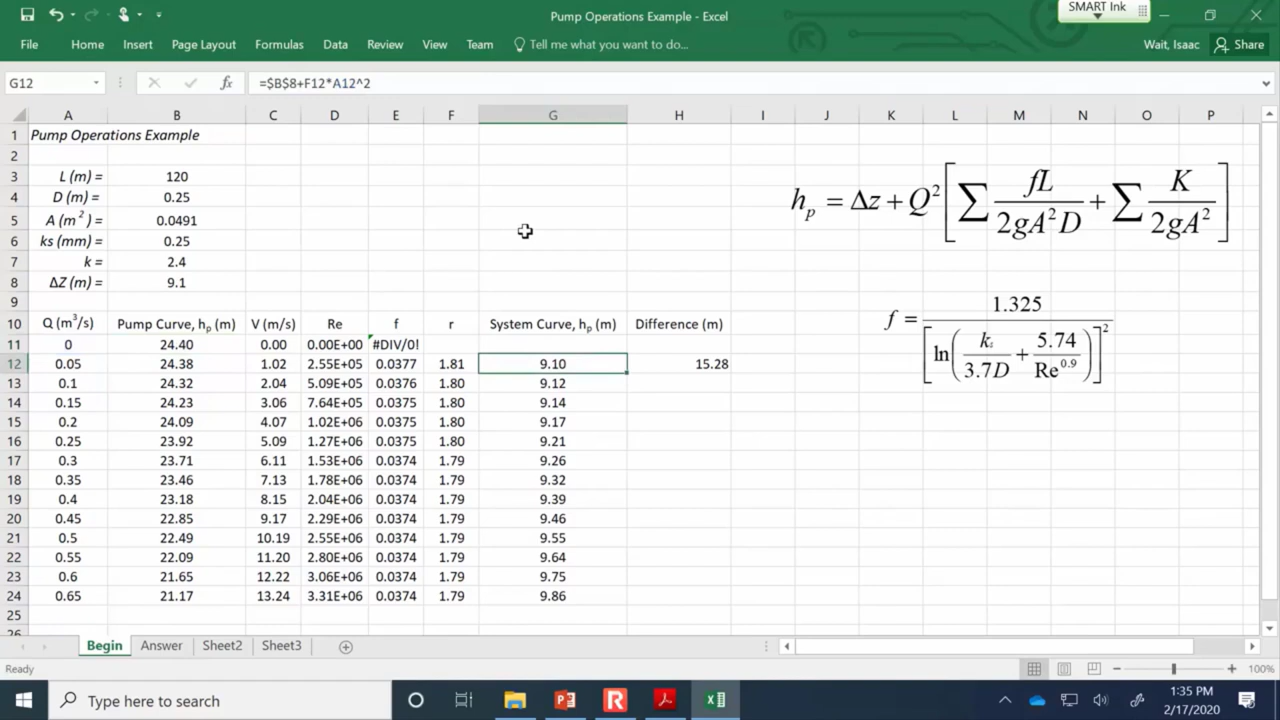 Pump Operations Example - Excel
SMART Ink
File Home Insert Page Layout Formulas Data Review View Team Tell me what you want to do... Wait, Isaac Share
G12 fx =$B$8+F12*A12^2
A B C D E F G H I J K L M N O P
1 Pump Operations Example
2
3 L (m) = 120
4 D (m) = 0.25
5 A (m²) = 0.0491
6 ks (mm) = 0.25
7 k = 2.4
8 ΔZ (m) = 9.1
9
10 Q (m³/s) Pump Curve, hp (m) V (m/s) Re f r System Curve, hp (m) Difference (m)
11 0 24.40 0.00 0.00E+00 #DIV/0!
12 0.05 24.38 1.02 2.55E+05 0.0377 1.81 9.10 15.28
13 0.1 24.32 2.04 5.09E+05 0.0376 1.80 9.12
14 0.15 24.23 3.06 7.64E+05 0.0375 1.80 9.14
15 0.2 24.09 4.07 1.02E+06 0.0375 1.80 9.17
16 0.25 23.92 5.09 1.27E+06 0.0375 1.80 9.21
17 0.3 23.71 6.11 1.53E+06 0.0374 1.79 9.26
18 0.35 23.46 7.13 1.78E+06 0.0374 1.79 9.32
19 0.4 23.18 8.15 2.04E+06 0.0374 1.79 9.39
20 0.45 22.85 9.17 2.29E+06 0.0374 1.79 9.46
21 0.5 22.49 10.19 2.55E+06 0.0374 1.79 9.55
22 0.55 22.09 11.20 2.80E+06 0.0374 1.79 9.64
23 0.6 21.65 12.22 3.06E+06 0.0374 1.79 9.75
24 0.65 21.17 13.24 3.31E+06 0.0374 1.79 9.86
25
26
hp = Δz + Q² [ ∑ fL / 2gA²D + ∑ K / 2gA² ]
f = 1.325 / [ ln( ks / 3.7D + 5.74 / Re^0.9 ) ]²
Begin Answer Sheet2 Sheet3
Ready 100%
Type here to search
1:35 PM
2/17/2020